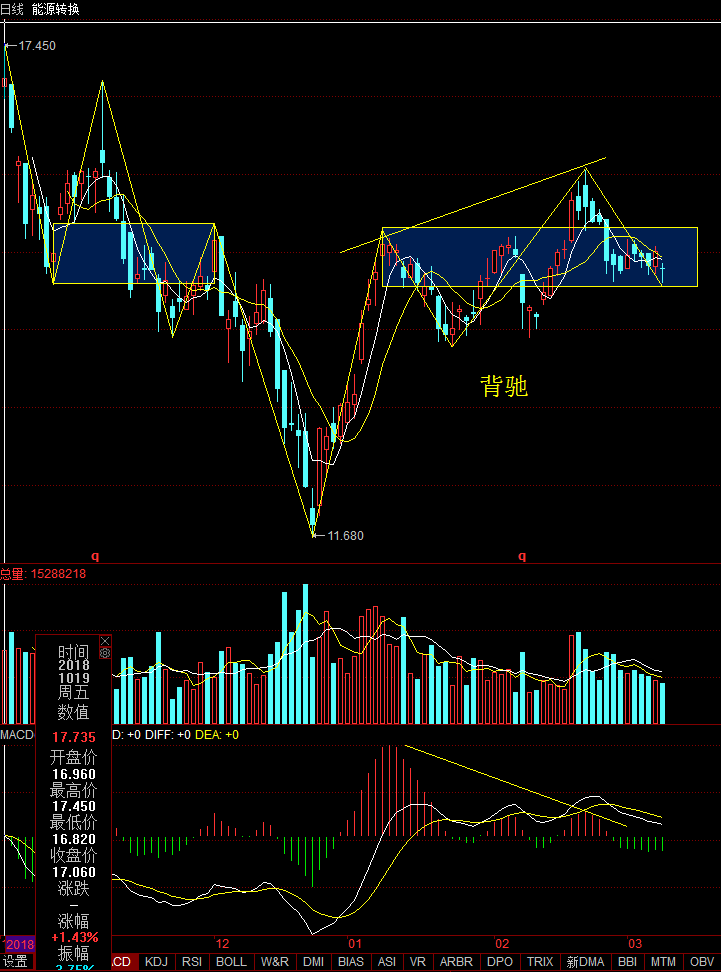 日线 能源转换
17.450
背驰
11.680
q q
总量: 15288218
时间
2018
1019
周五
数值
17.735
MACD D: +0 DIFF: +0 DEA: +0
开盘价
16.960
最高价
17.450
最低价
16.820
收盘价
17.060
涨跌
–
涨幅
+1.43%
振幅
3.75%
2018 12 01 02 03
设置 CD KDJ RSI BOLL W&R DMI BIAS ASI VR ARBR DPO TRIX 新DMA BBI MTM OBV